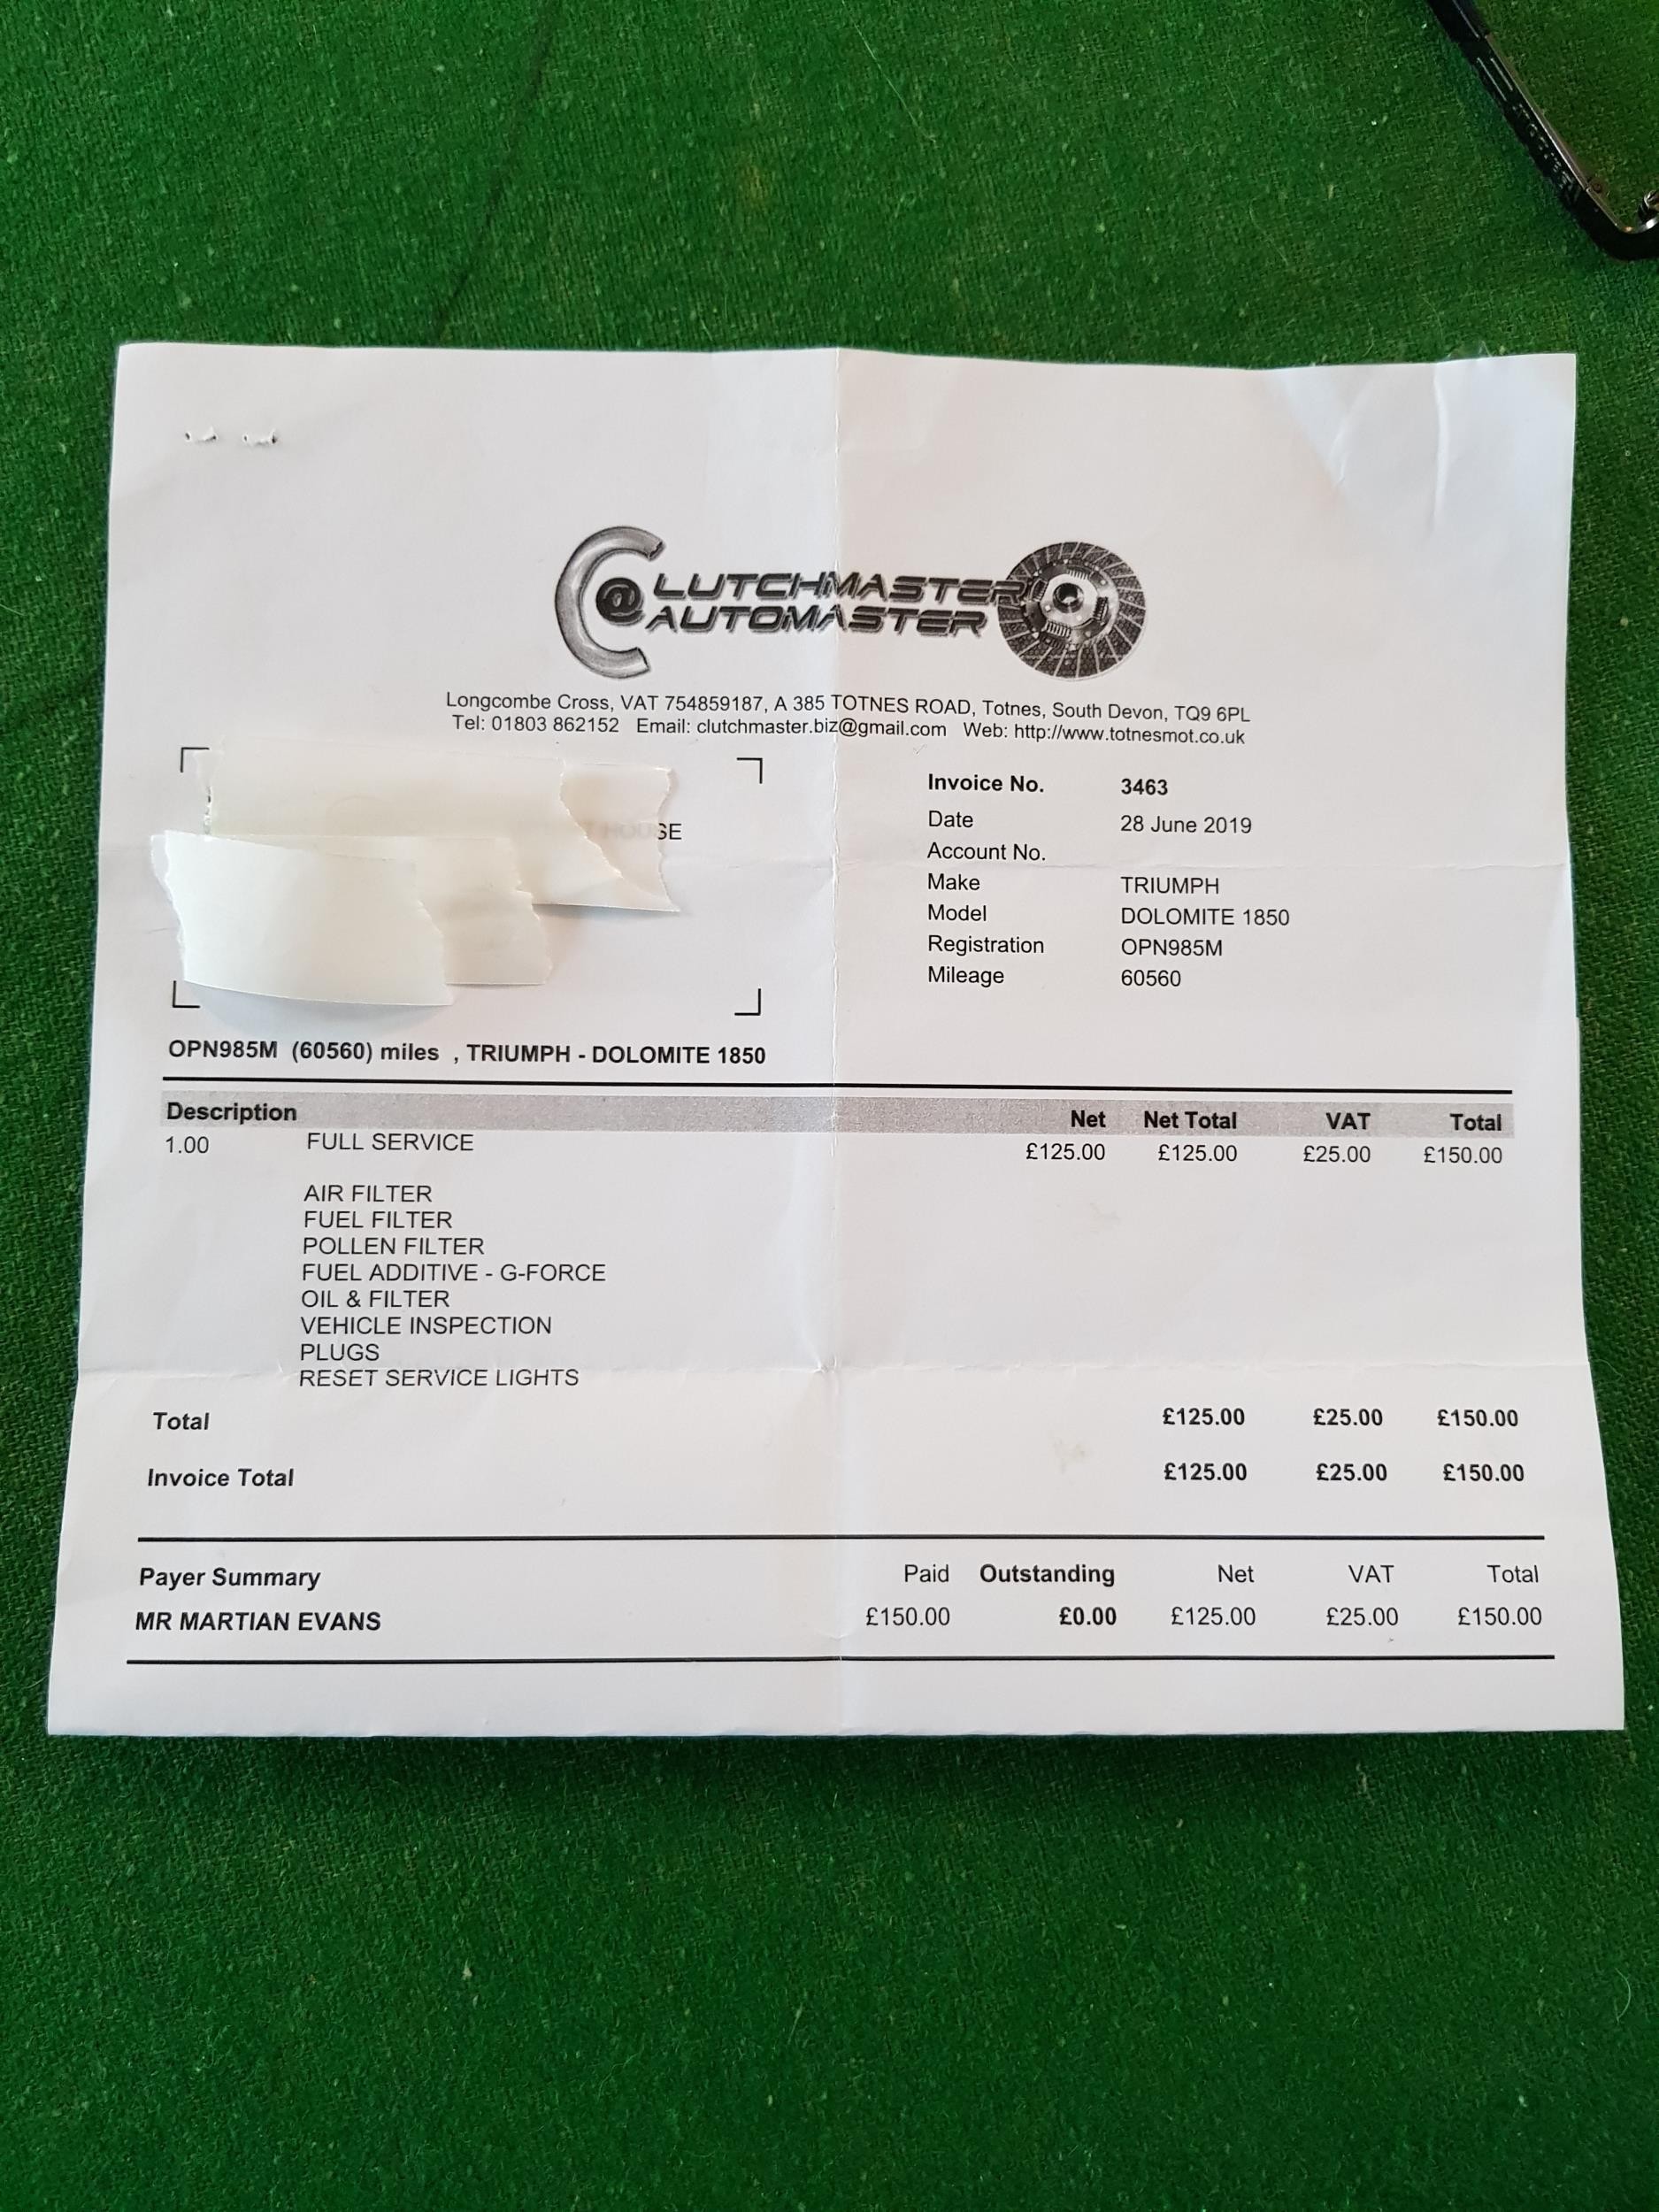 @LUTCHMASTER
AUTOMASTER
Longcombe Cross, VAT 754859187, A 385 TOTNES ROAD, Totnes, South Devon, TQ9 6PL
Tel: 01803 862152 Email: clutchmaster.biz@gmail.com Web: http://www.totnesmot.co.uk
Invoice No. 3463
Date 28 June 2019
Account No.
Make TRIUMPH
Model DOLOMITE 1850
Registration OPN985M
Mileage 60560
OPN985M (60560) miles , TRIUMPH - DOLOMITE 1850
Description Net Net Total VAT Total
1.00 FULL SERVICE £125.00 £125.00 £25.00 £150.00
AIR FILTER
FUEL FILTER
POLLEN FILTER
FUEL ADDITIVE - G-FORCE
OIL & FILTER
VEHICLE INSPECTION
PLUGS
RESET SERVICE LIGHTS
Total £125.00 £25.00 £150.00
Invoice Total £125.00 £25.00 £150.00
Payer Summary Paid Outstanding Net VAT Total
MR MARTIAN EVANS £150.00 £0.00 £125.00 £25.00 £150.00